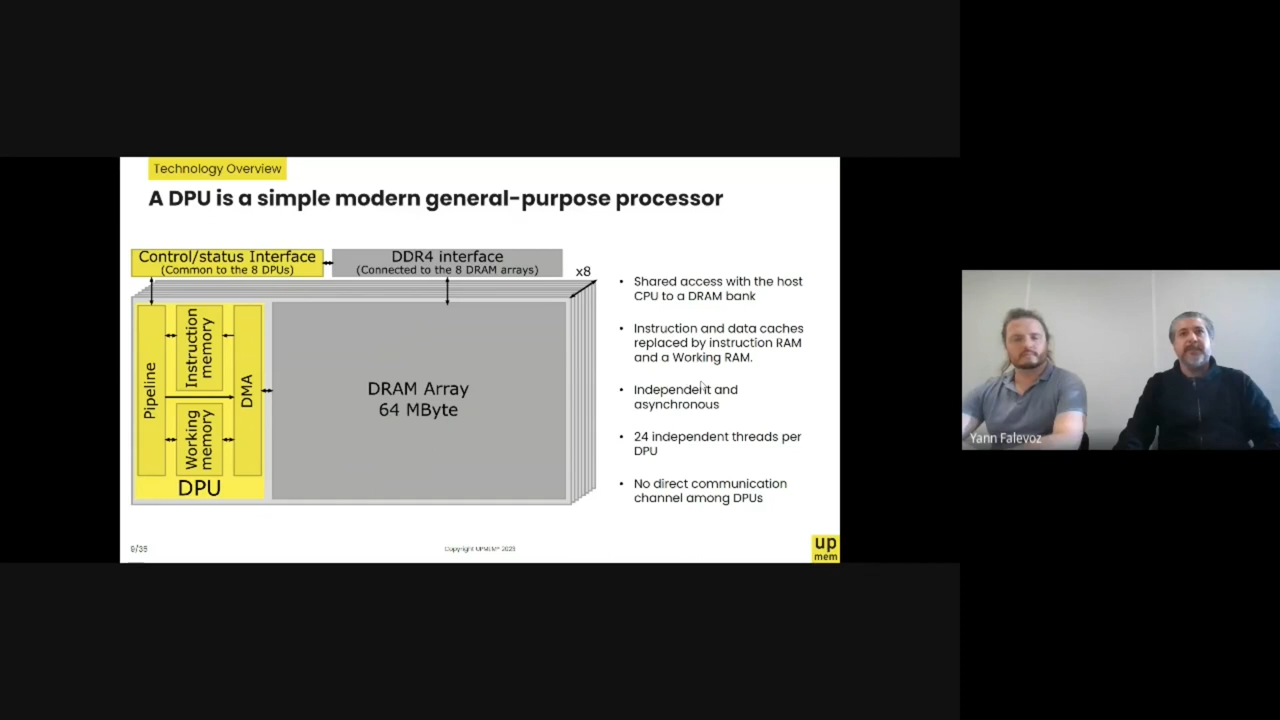 Technology Overview
A DPU is a simple modern general-purpose processor
Control/status Interface
(Common to the 8 DPUs)
DDR4 interface
(Connected to the 8 DRAM arrays)
x8
Pipeline
Instruction
memory
Working
memory
DMA
DPU
DRAM Array
64 MByte
• Shared access with the host
CPU to a DRAM bank
• Instruction and data caches
replaced by instruction RAM
and a Working RAM.
• Independent and
asynchronous
• 24 independent threads per
DPU
• No direct communication
channel among DPUs
Copyright UPMEM® 2023
up
mem
Yann Falevoz